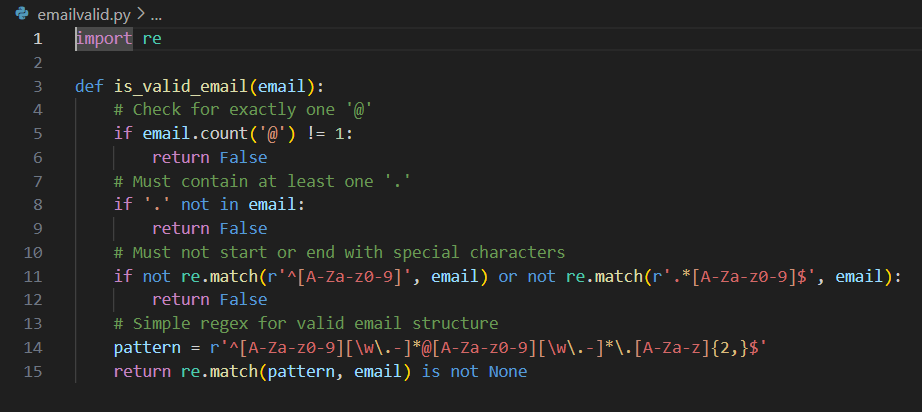 emailvalid.py > ...
1 import re
2
3 def is_valid_email(email):
4     # Check for exactly one '@'
5     if email.count('@') != 1:
6         return False
7     # Must contain at least one '.'
8     if '.' not in email:
9         return False
10     # Must not start or end with special characters
11     if not re.match(r'^[A-Za-z0-9]', email) or not re.match(r'.*[A-Za-z0-9]$', email):
12         return False
13     # Simple regex for valid email structure
14     pattern = r'^[A-Za-z0-9][\w\.-]*@[A-Za-z0-9][\w\.-]*\.[A-Za-z]{2,}$'
15     return re.match(pattern, email) is not None